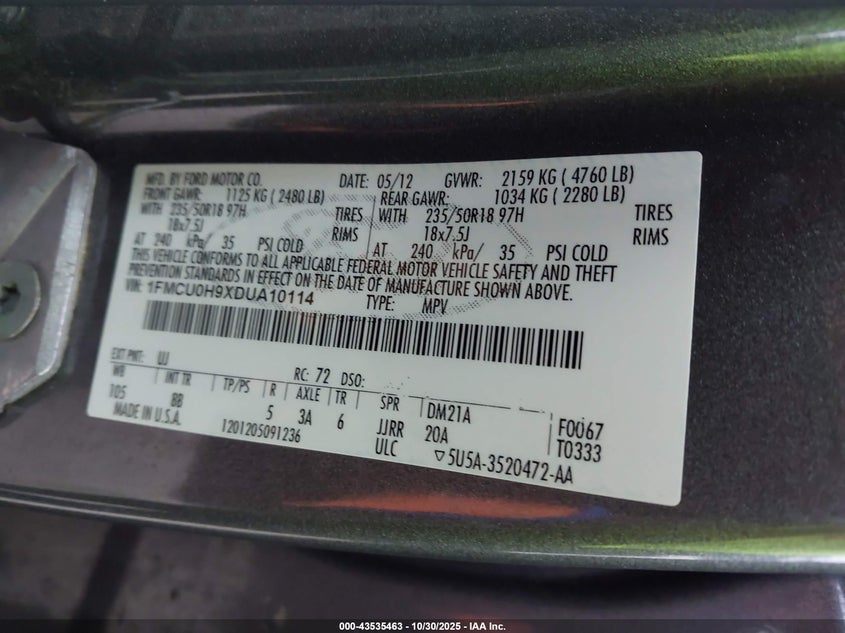 MFD. BY FORD MOTOR CO. DATE: 05/12 GVWR: 2159 KG ( 4760 LB)
FRONT GAWR: 1125 KG ( 2480 LB) REAR GAWR: 1034 KG ( 2280 LB)
WITH 235/50R18 97H TIRES WITH 235/50R18 97H TIRES
18x7.5J RIMS 18x7.5J RIMS
AT 240 kPa/ 35 PSI COLD AT 240 kPa/ 35 PSI COLD
THIS VEHICLE CONFORMS TO ALL APPLICABLE FEDERAL MOTOR VEHICLE SAFETY AND THEFT
PREVENTION STANDARDS IN EFFECT ON THE DATE OF MANUFACTURE SHOWN ABOVE.
VIN: 1FMCU0H9XDUA10114 TYPE: MPV
EXT PNT: UJ RC: 72 DSO:
WB INT TR TP/PS R AXLE TR SPR DM21A F0067
105 BB 5 3A 6 JJRR 20A T0333
MADE IN U.S.A. 1201205091236 ULC ▽5U5A-3520472-AA
000-43535463 - 10/30/2025 - IAA Inc.